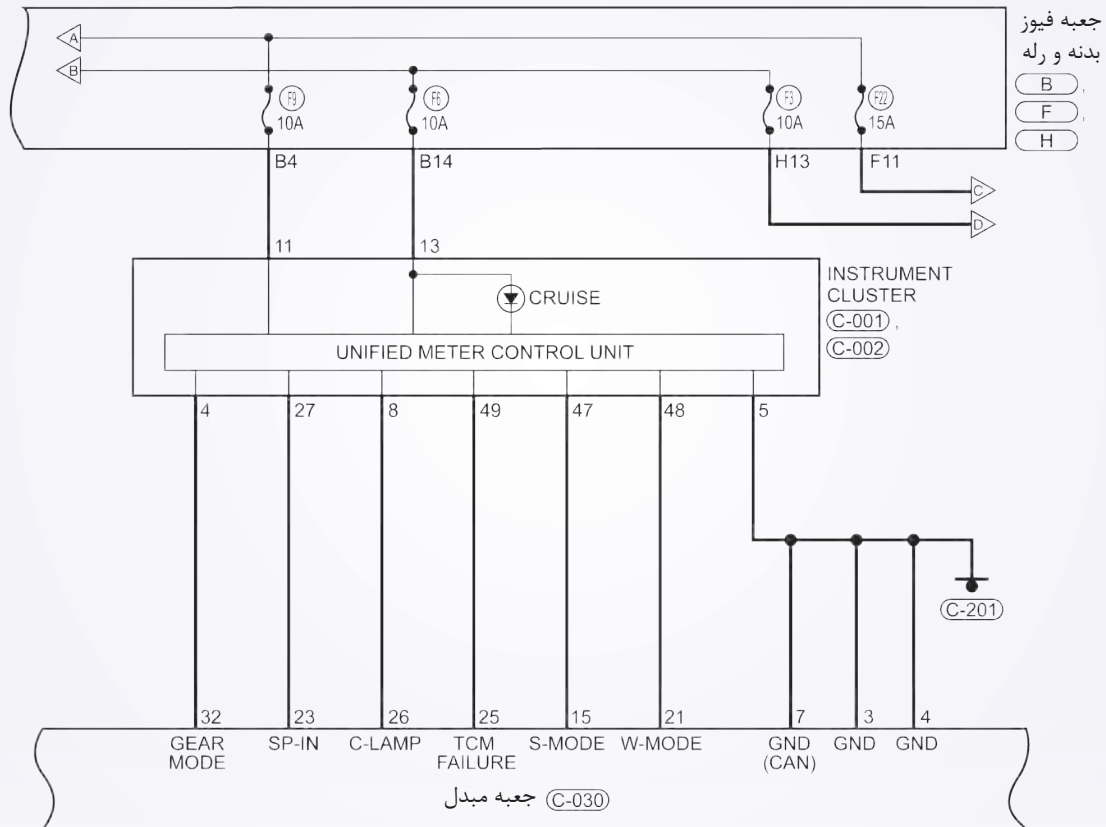 جعبه فیوز
بدنه و رله
B ,
F ,
H
A
B
F9
10A
F6
10A
F3
10A
F22
15A
B4
B14
H13
F11
C
D
11
13
INSTRUMENT
CLUSTER
C-001 ,
C-002
CRUISE
UNIFIED METER CONTROL UNIT
4 27 8 49 47 48 5
C-201
32 23 26 25 15 21 7 3 4
GEAR MODE
SP-IN
C-LAMP
TCM FAILURE
S-MODE
W-MODE
GND (CAN)
GND
GND
جعبه مبدل C-030